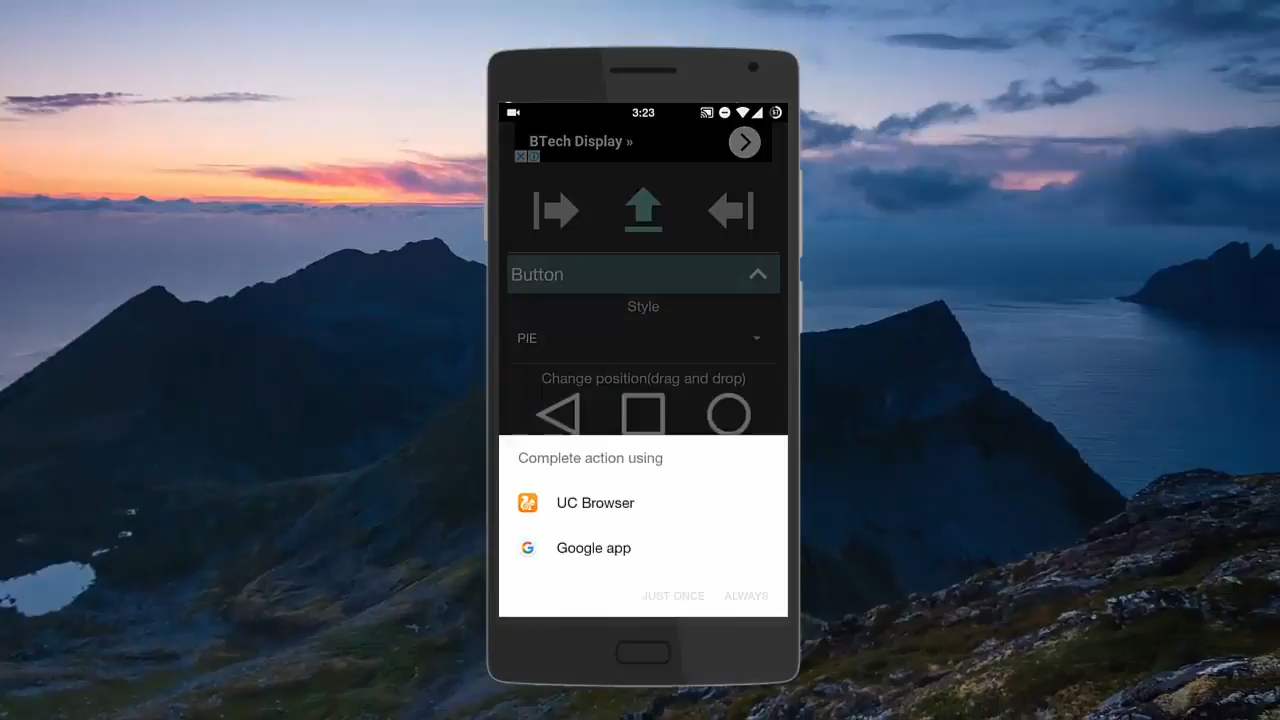 3:23
BTech Display »
Button
Style
PIE
Change position(drag and drop)
Complete action using
UC Browser
Google app
JUST ONCE
ALWAYS